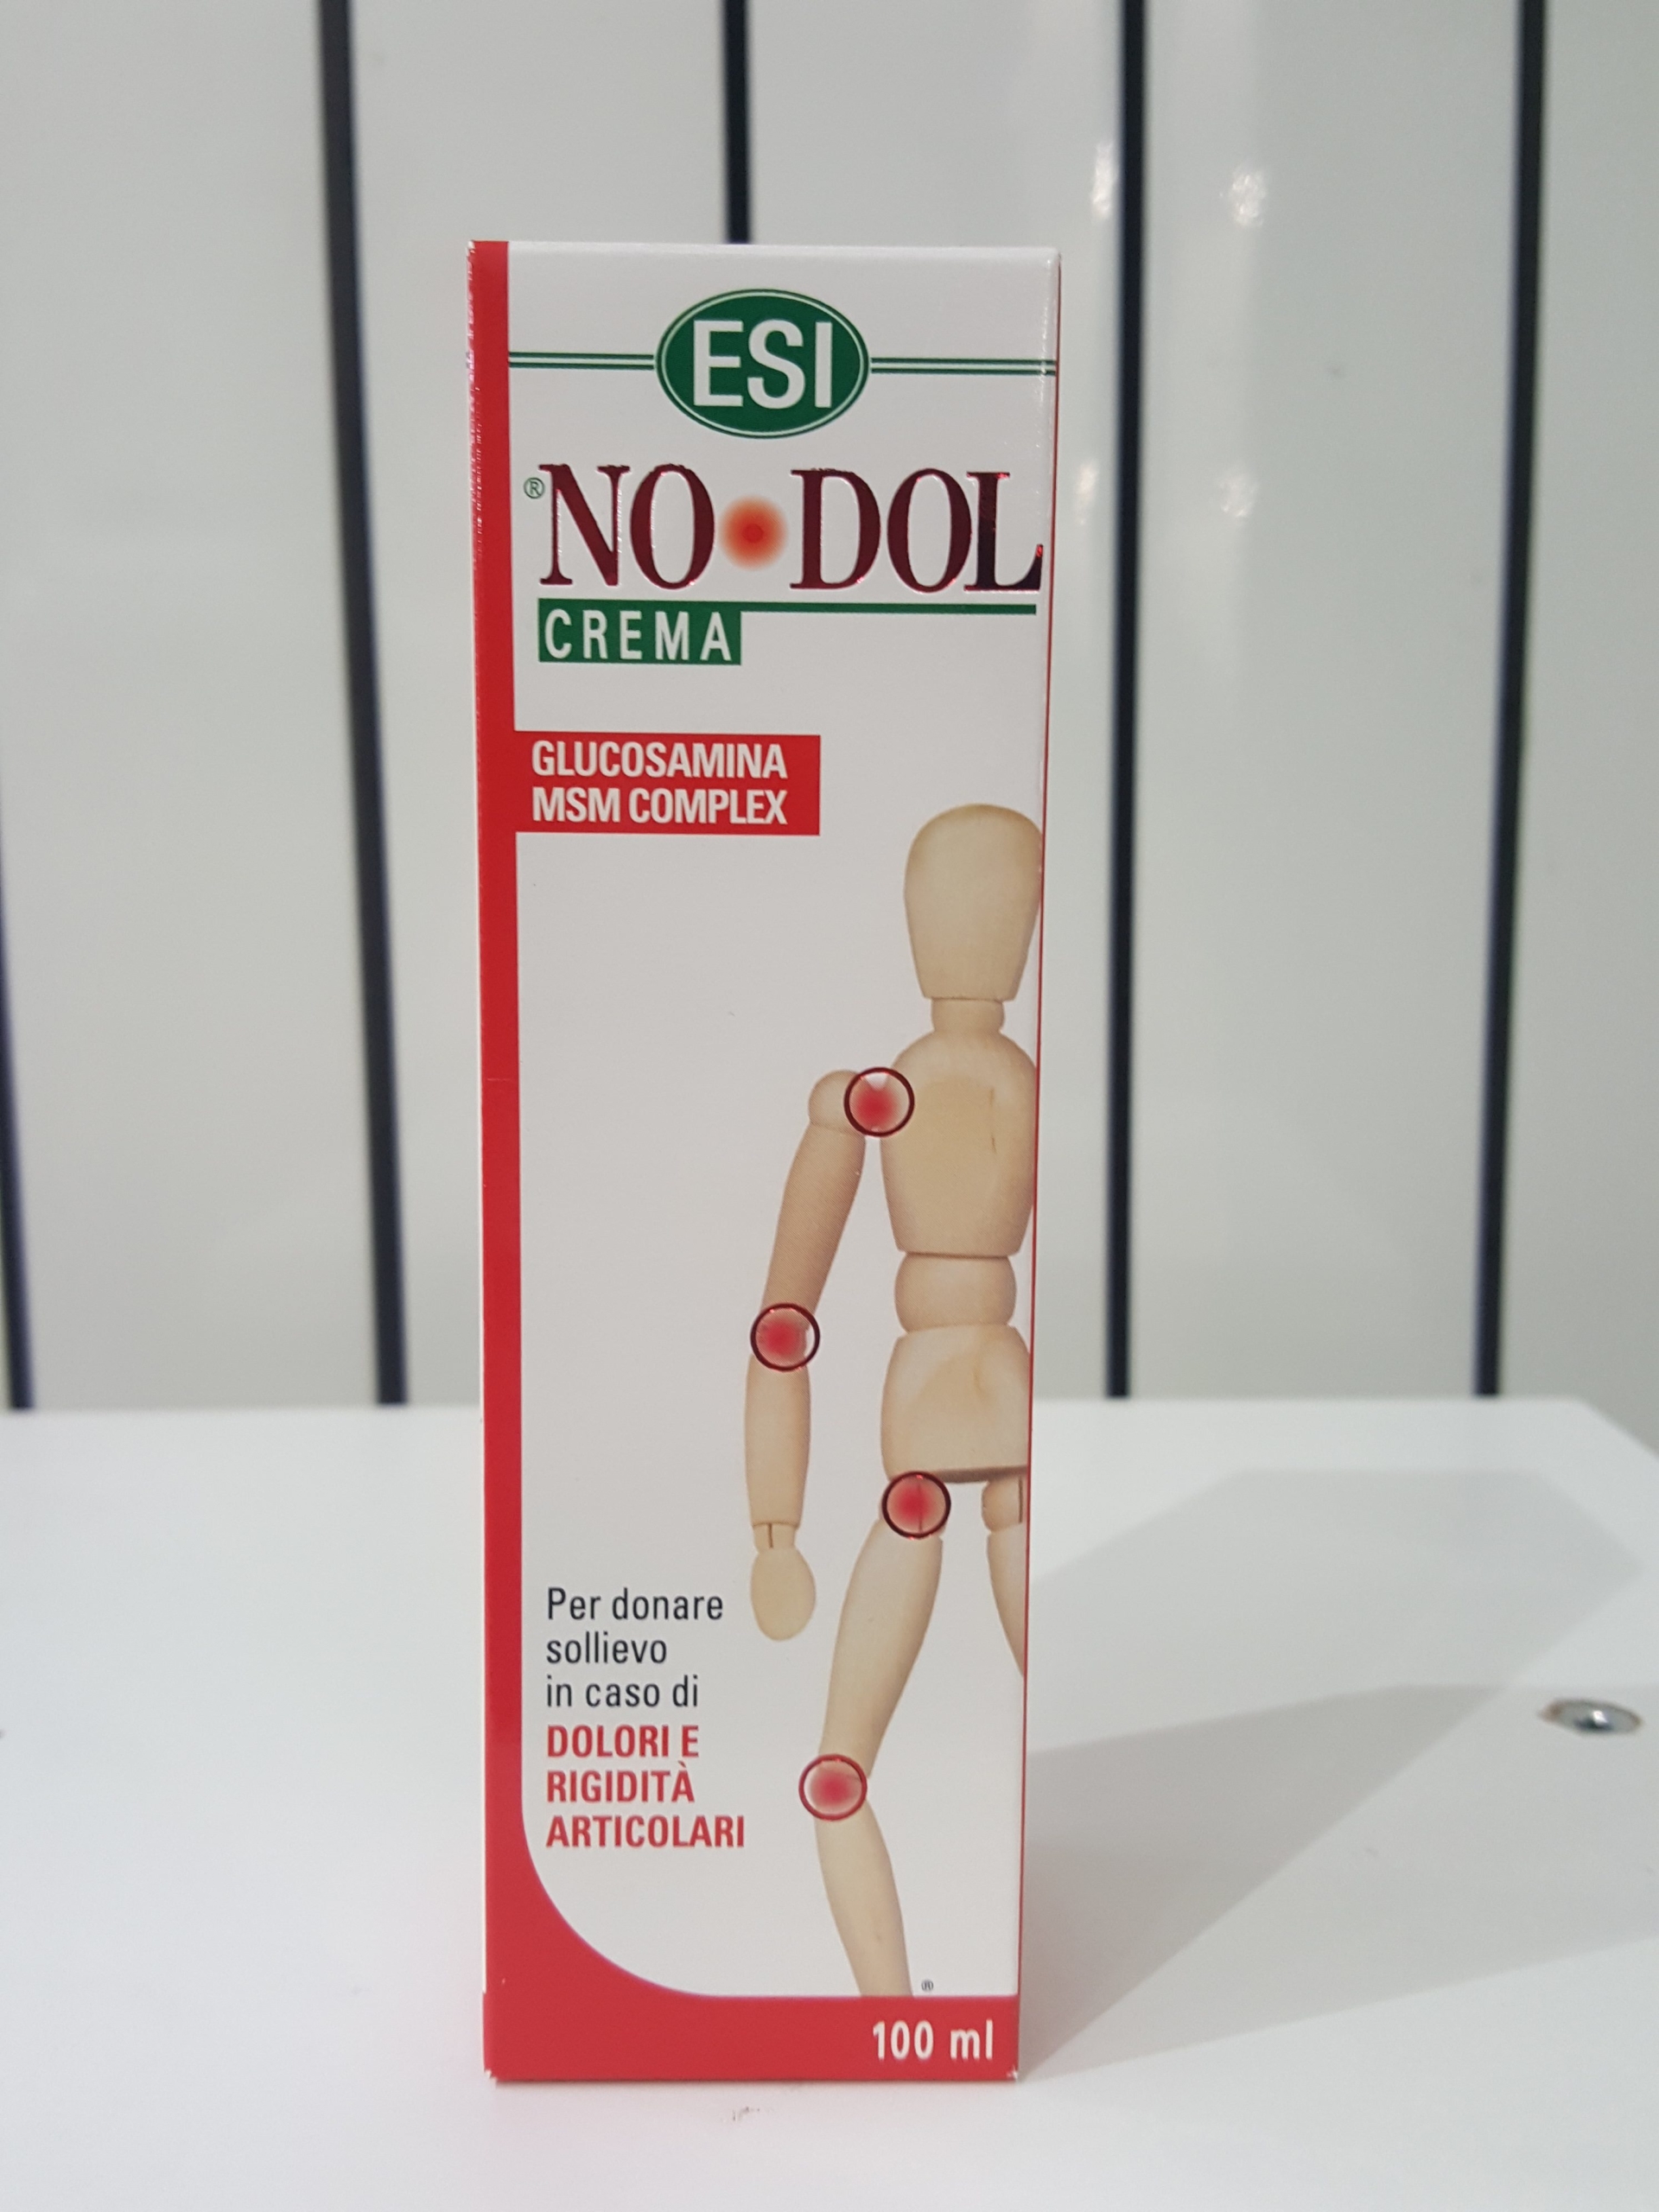 ESI
® NO DOL
CREMA
GLUCOSAMINA
MSM COMPLEX
Per donare
sollievo
in caso di
DOLORI E
RIGIDITÀ
ARTICOLARI
®
100 ml